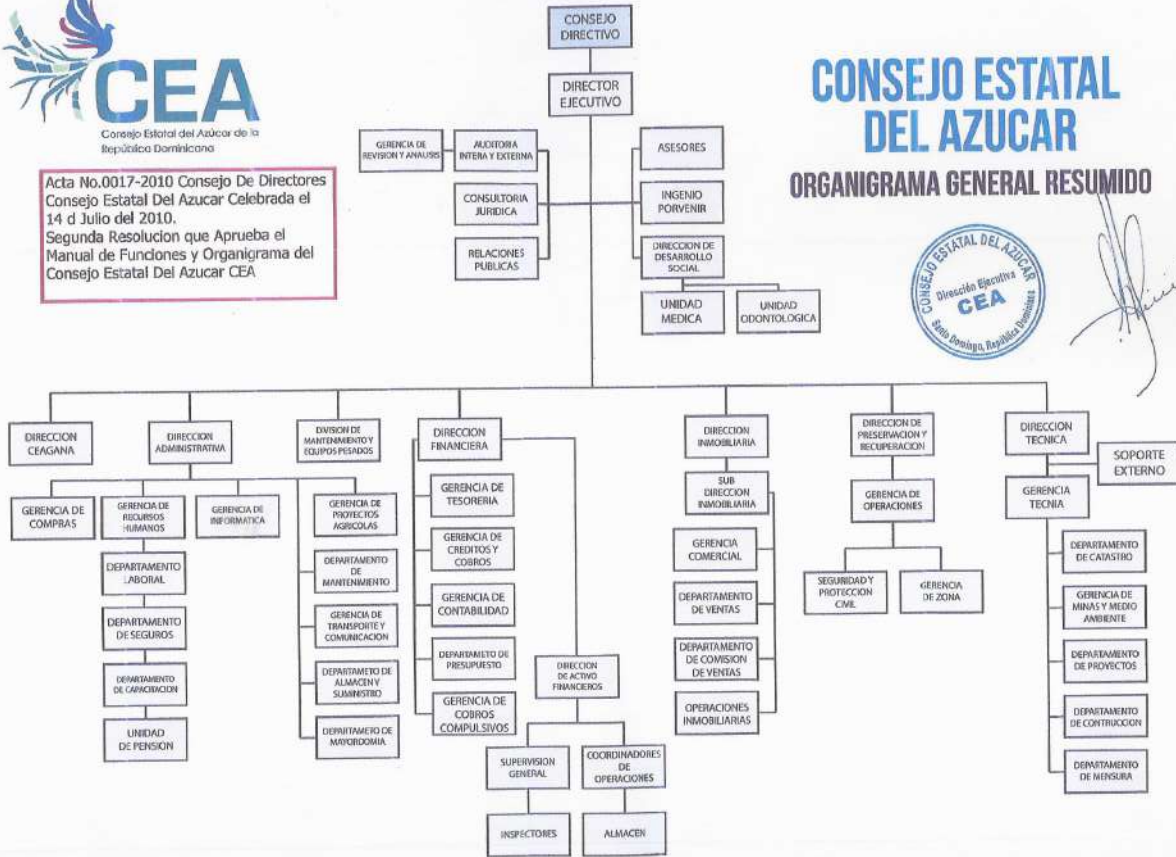 CEA
Consejo Estatal del Azúcar de la
República Dominicana
Acta No.0017-2010 Consejo De Directores
Consejo Estatal Del Azucar Celebrada el
14 d Julio del 2010.
Segunda Resolucion que Aprueba el
Manual de Funciones y Organigrama del
Consejo Estatal Del Azucar CEA
CONSEJO ESTATAL
DEL AZUCAR
ORGANIGRAMA GENERAL RESUMIDO
CONSEJO ESTATAL DEL AZUCAR
Dirección Ejecutiva
CEA
Santo Domingo, República Dominicana
CONSEJO
DIRECTIVO
DIRECTOR
EJECUTIVO
GERENCIA DE
REVISION Y ANALISIS
AUDITORIA
INTERA Y EXTERNA
ASESORES
CONSULTORIA
JURIDICA
INGENIO
PORVENIR
RELACIONES
PUBLICAS
DIRECCION DE
DESARROLLO
SOCIAL
UNIDAD
MEDICA
UNIDAD
ODONTOLOGICA
DIRECCION
CEAGANA
DIRECCION
ADMINISTRATIVA
DIVISION DE
MANTENIMIENTO Y
EQUIPOS PESADOS
DIRECCION
FINANCIERA
DIRECCION
INMOBILIARIA
DIRECCION DE
PRESERVACION Y
RECUPERACION
DIRECCION
TECNICA
SOPORTE
EXTERNO
GERENCIA DE
COMPRAS
GERENCIA DE
RECURSOS
HUMANOS
GERENCIA DE
INFORMATICA
GERENCIA DE
PROYECTOS
AGRICOLAS
DEPARTAMENTO
LABORAL
DEPARTAMENTO
DE SEGUROS
DEPARTAMENTO
DE CAPACITACION
UNIDAD
DE PENSION
DEPARTAMENTO
DE
MANTENIMIENTO
GERENCIA DE
TRANSPORTE Y
COMUNICACION
DEPARTAMETO DE
ALMACEN Y
SUMINISTRO
DEPARTAMETO DE
MAYORDOMIA
GERENCIA DE
TESORERIA
GERENCIA DE
CREDITOS Y
COBROS
GERENCIA DE
CONTABILIDAD
DEPARTAMETO DE
PRESUPUESTO
GERENCIA DE
COBROS
COMPULSIVOS
DIRECCION
DE ACTIVO
FINANCIEROS
SUPERVISION
GENERAL
COORDINADORES
DE
OPERACIONES
INSPECTORES
ALMACEN
SUB
DIRECCION
INMOBILIARIA
GERENCIA
COMERCIAL
DEPARTAMENTO
DE VENTAS
DEPARTAMENTO
DE COMISION
DE VENTAS
OPERACIONES
INMOBILIARIAS
GERENCIA DE
OPERACIONES
SEGURIDAD Y
PROTECCION
CIVIL
GERENCIA
DE ZONA
GERENCIA
TECNIA
DEPARTAMENTO
DE CATASTRO
GERENCIA DE
MINAS Y MEDIO
AMBIENTE
DEPARTAMENTO
DE PROYECTOS
DEPARTAMENTO
DE CONTRUCCION
DEPARTAMENTO
DE MENSURA